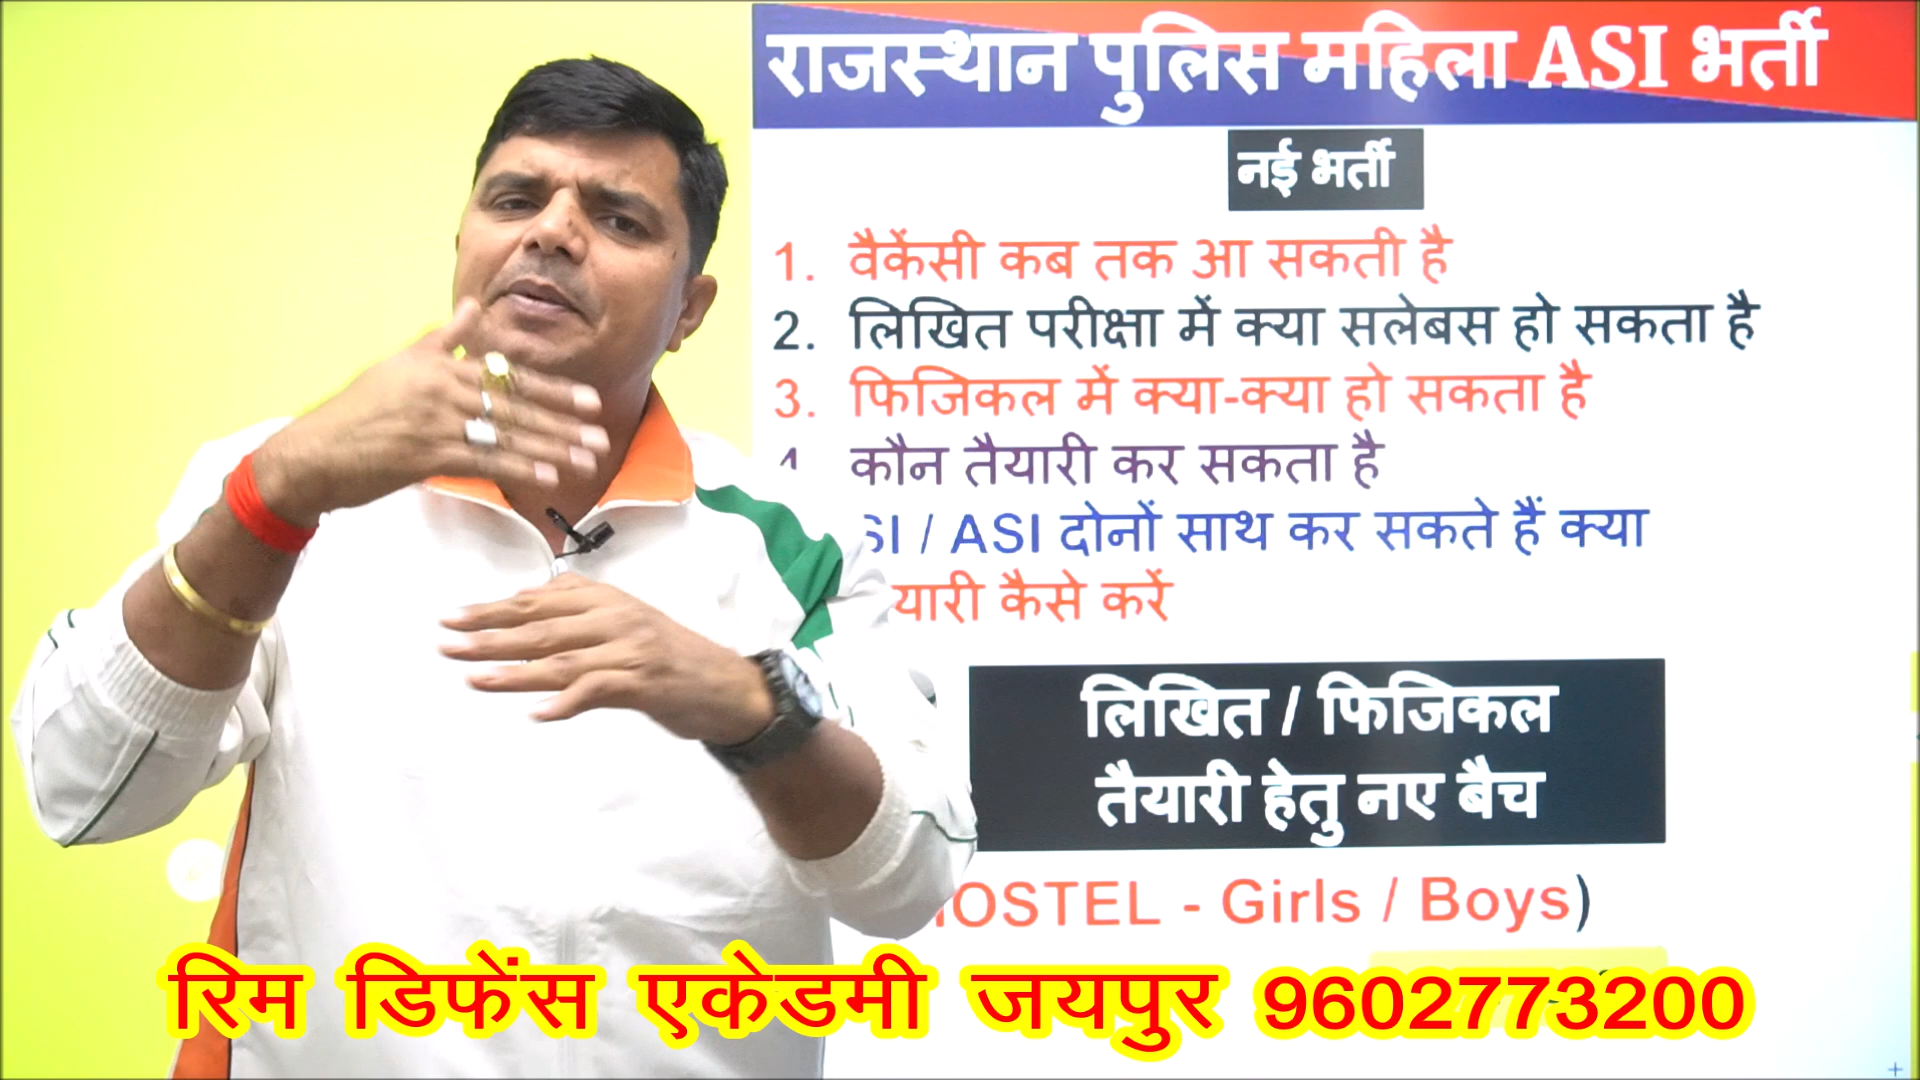 राजस्थान पुलिस महिला ASI भर्ती
नई भर्ती
1. वैकेंसी कब तक आ सकती है
2. लिखित परीक्षा में क्या सलेबस हो सकता है
3. फिजिकल में क्या-क्या हो सकता है
कौन तैयारी कर सकता है
SI / ASI दोनों साथ कर सकते हैं क्या
कैसे करें
लिखित / फिजिकल
तैयारी हेतु नए बैच
- Girls / Boys)
रिम डिफेंस एकेडमी जयपुर 9602773200